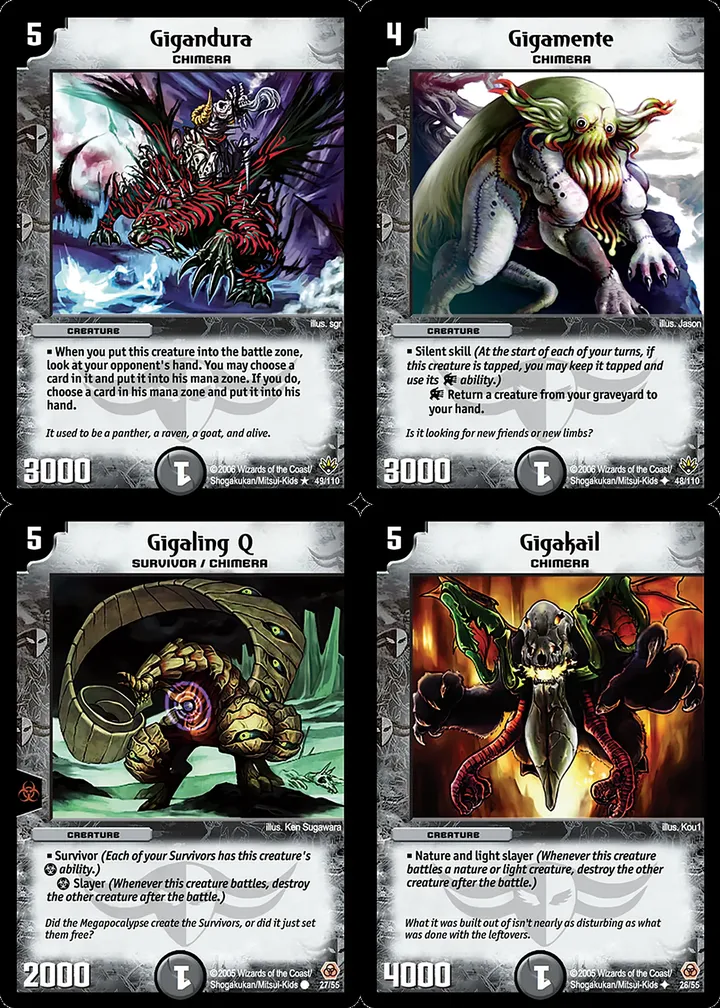 5
Gigandura
CHIMERA
illus. sgr
CREATURE
▪ When you put this creature into the battle zone,
look at your opponent's hand. You may choose a
card in it and put it into his mana zone. If you do,
choose a card in his mana zone and put it into his
hand.
It used to be a panther, a raven, a goat, and alive.
3000
1
©2006 Wizards of the Coast/
Shogakukan/Mitsui-Kids ★ 49/110
4
Gigamente
CHIMERA
illus. Jason
CREATURE
▪ Silent skill (At the start of each of your turns, if
this creature is tapped, you may keep it tapped and
use its ability.)
Return a creature from your graveyard to
your hand.
Is it looking for new friends or new limbs?
3000
1
©2006 Wizards of the Coast/
Shogakukan/Mitsui-Kids ✦ 48/110
5
Gigaling Q
SURVIVOR / CHIMERA
illus. Ken Sugawara
CREATURE
▪ Survivor (Each of your Survivors has this creature's
ability.)
Slayer (Whenever this creature battles, destroy
the other creature after the battle.)
Did the Megapocalypse create the Survivors, or did it just set
them free?
2000
1
©2005 Wizards of the Coast/
Shogakukan/Mitsui-Kids ● 27/55
5
Gigakail
CHIMERA
illus. Kou1
CREATURE
▪ Nature and light slayer (Whenever this creature
battles a nature or light creature, destroy the other
creature after the battle.)
What it was built out of isn't nearly as disturbing as what
was done with the leftovers.
4000
1
©2005 Wizards of the Coast/
Shogakukan/Mitsui-Kids ✦ 26/55